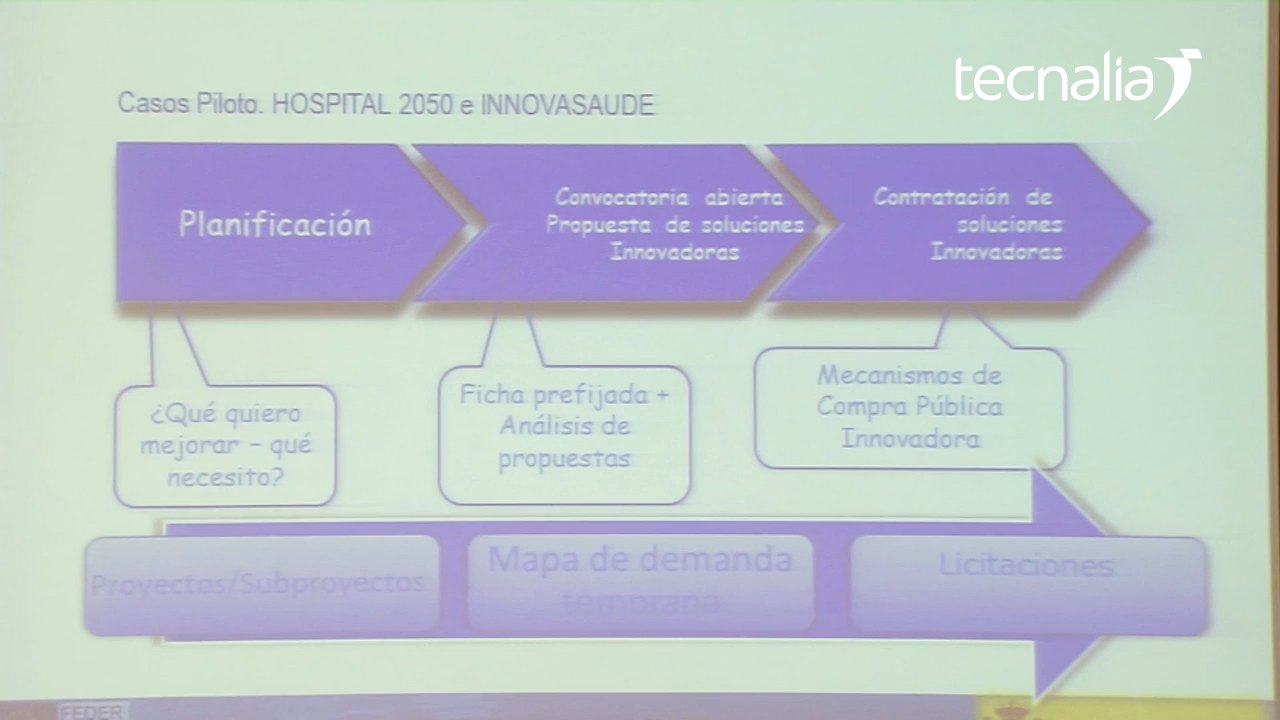 tecnalia
Casos Piloto. HOSPITAL 2050 e INNOVASAUDE
Planificación
Convocatoria abierta
Propuesta de soluciones
Innovadoras
Contratación de
soluciones
Innovadoras
¿Qué quiero
mejorar – qué
necesito?
Ficha prefijada +
Análisis de
propuestas
Mecanismos de
Compra Pública
Innovadora
Proyectos/Subproyectos
Mapa de demanda
temprana
Licitaciones
FEDER